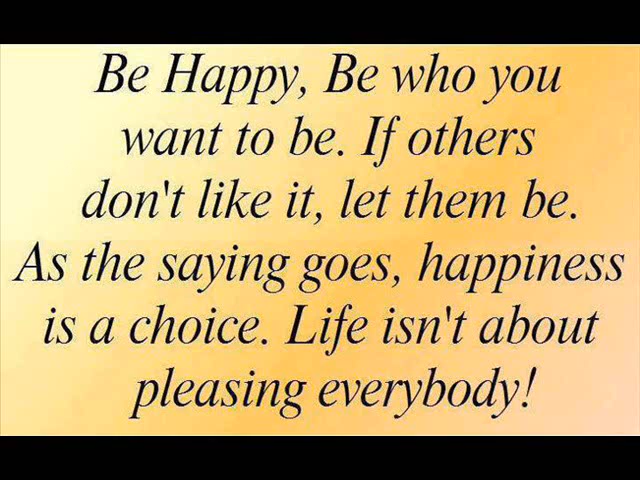 Be Happy, Be who you
want to be. If others
don't like it, let them be.
As the saying goes, happiness
is a choice. Life isn't about
pleasing everybody!